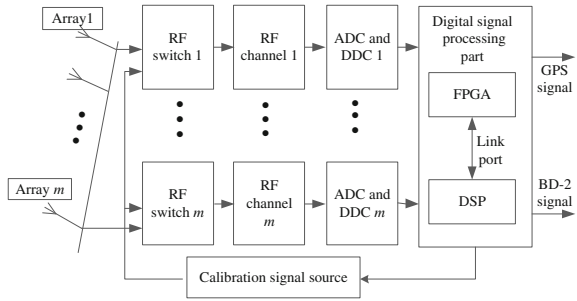 Array1
RF
switch 1
RF
channel 1
ADC and
DDC 1
Digital signal
processing
part
FPGA
Link
port
DSP
GPS
signal
BD-2
signal
Array m
RF
switch m
RF
channel
m
ADC and
DDC m
Calibration signal source